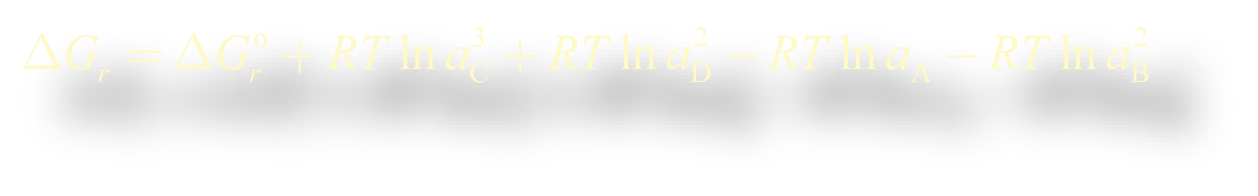 ΔG_r = ΔG_r^o + RT ln a_C^3 + RT ln a_D^2 − RT ln a_A − RT ln a_B^2